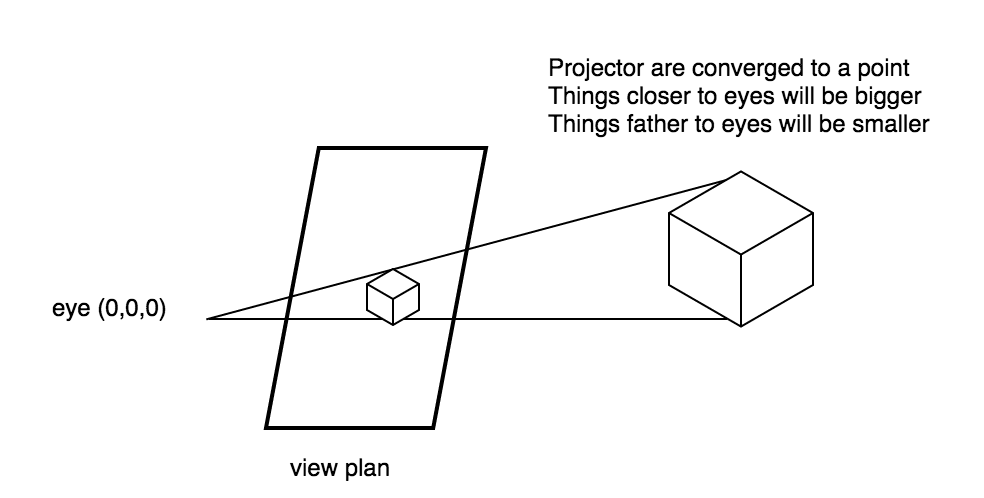 Projector are converged to a point
Things closer to eyes will be bigger
Things father to eyes will be smaller
eye (0,0,0)
view plan